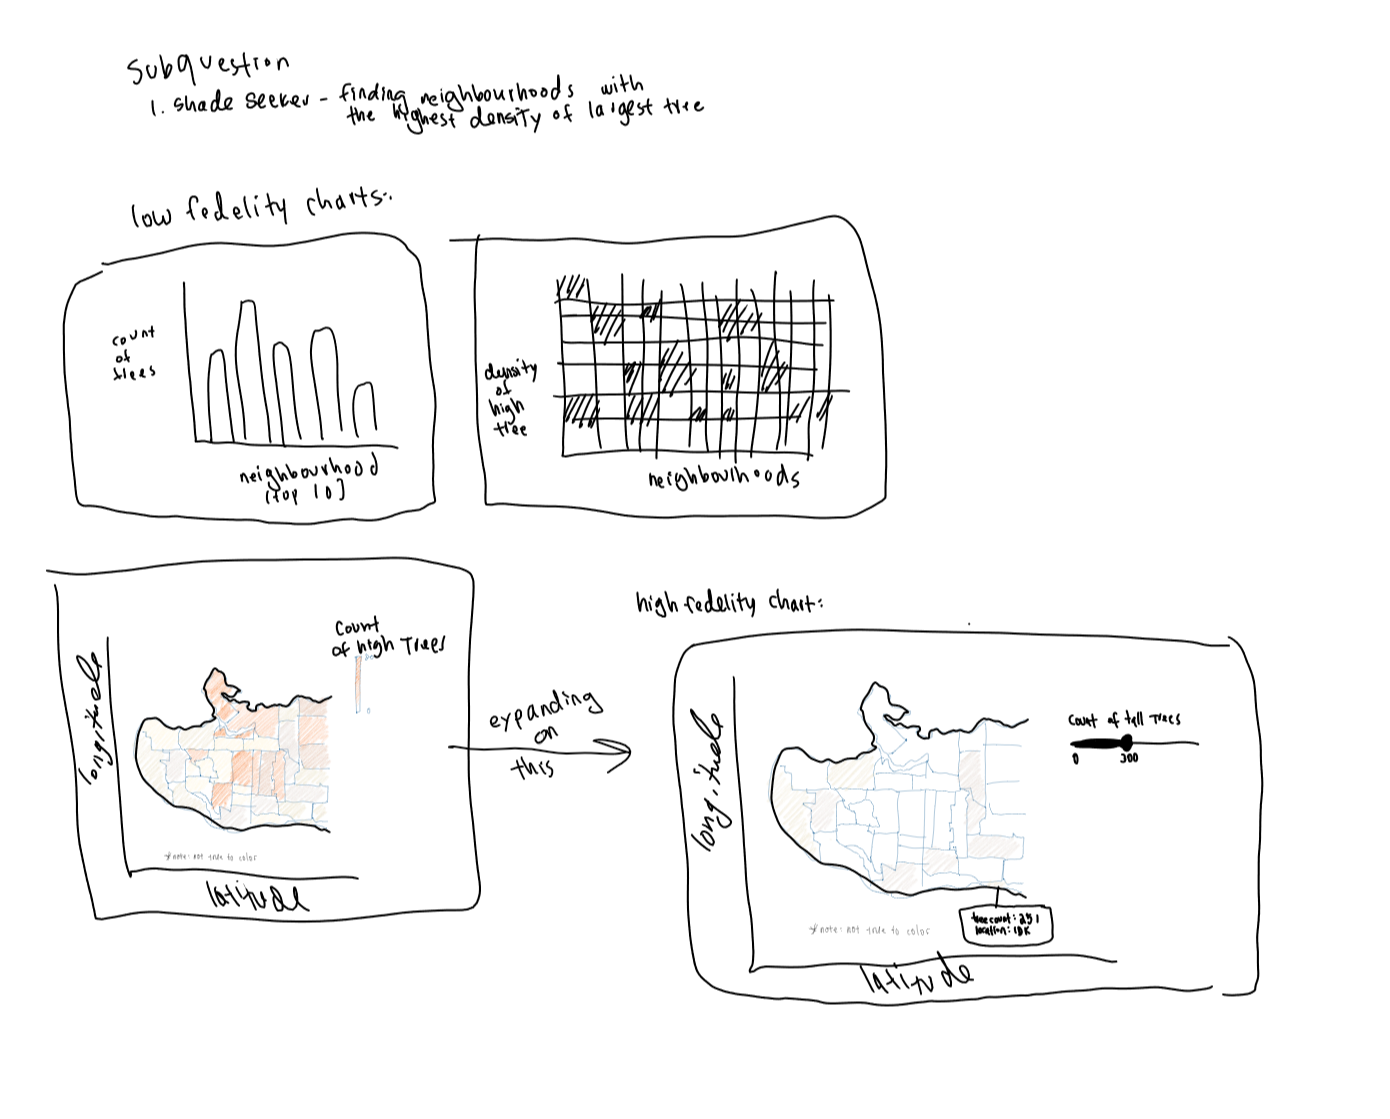 Subquestion
1. shade seeker - finding neighbourhoods with
the highest density of largest tree
low fedelity charts:
count
of
trees
neighbourhood
[top 10]
density
of
high
tree
neighbourhoods
longitude
Count
of high Trees
0
*note: not true to color
latitude
expanding
on
this
high fedelity chart:
longitude
Count of tall Trees
0 300
tree count: 251
location:
*note: not true to color
latitude